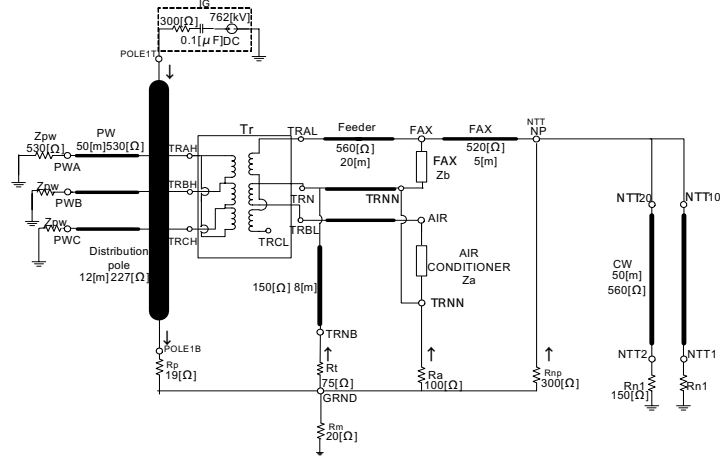 IG
300[Ω]
762[kV]
0.1[μF]
DC
POLE1T
Zpw
530[Ω]
PWA
PW
50[m]530[Ω]
TRAH
Tr
TRAL
Feeder
560[Ω]
20[m]
FAX
FAX
520[Ω]
5[m]
NTT
NP
FAX
Zb
Zpw
PWB
TRBH
TRN
TRNN
NTT20
NTT10
Zpw
PWC
TRCH
TRCL
TRBL
AIR
Distribution
pole
12[m]227[Ω]
AIR
CONDITIONER
Za
CW
50[m]
560[Ω]
150[Ω] 8[m]
TRNN
TRNB
POLE1B
NTT2
NTT1
Rp
19[Ω]
Rt
75[Ω]
Ra
100[Ω]
Rnp
300[Ω]
Rn1
150[Ω]
Rn1
GRND
Rm
20[Ω]